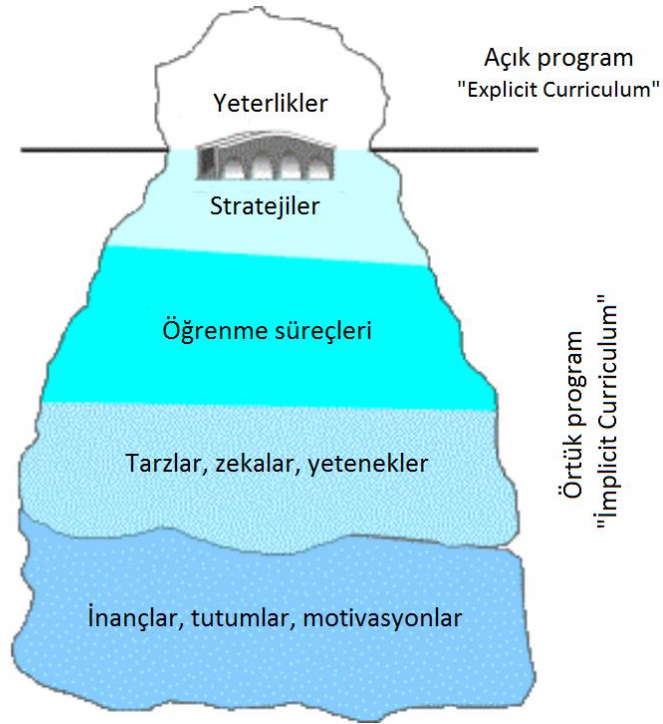 Açık program
"Explicit Curriculum"
Yeterlikler
Stratejiler
Öğrenme süreçleri
Tarzlar, zekalar, yetenekler
İnançlar, tutumlar, motivasyonlar
Örtük program
"İmplicit Curriculum"